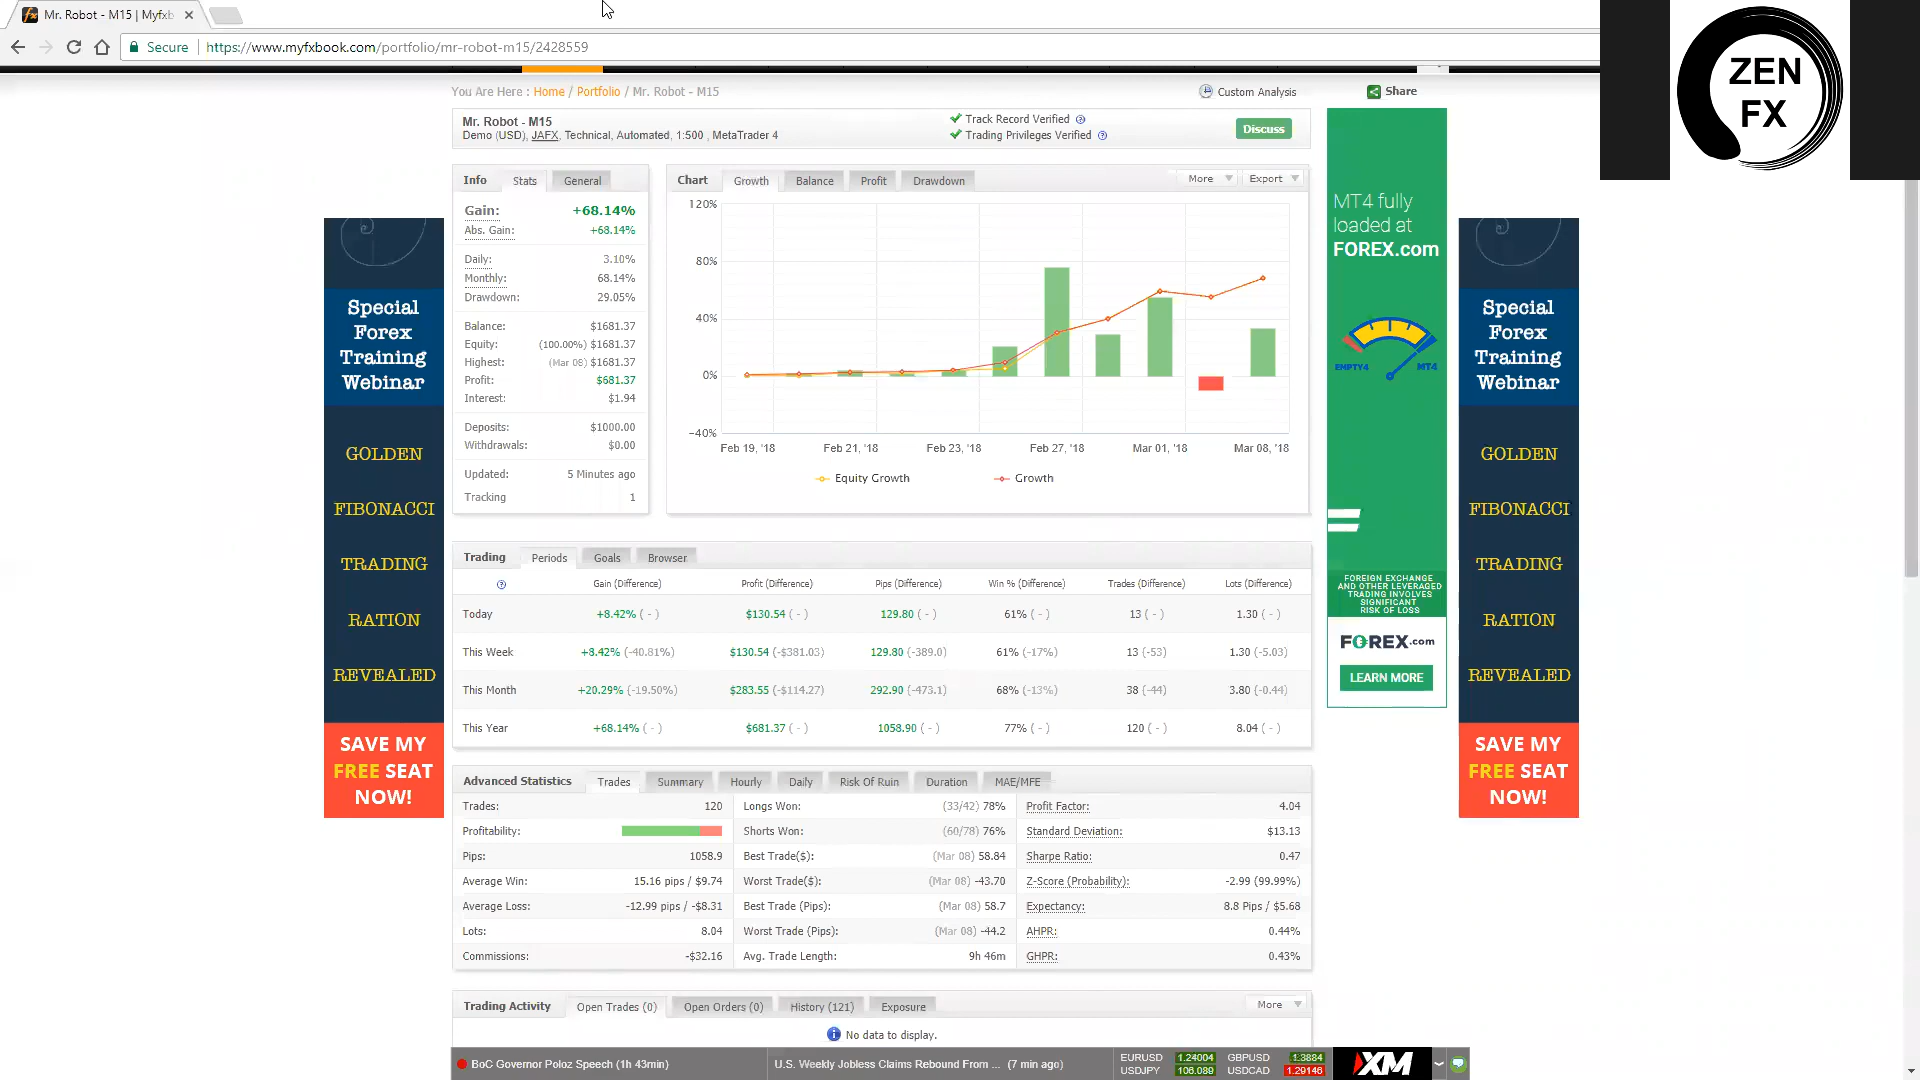 Mr. Robot - M15 | Myfxb
Secure
https://www.myfxbook.com/portfolio/mr-robot-m15/2428559
ZEN
FX
You Are Here : Home / Portfolio / Mr. Robot - M15
Custom Analysis
Share
Mr. Robot - M15
Demo (USD), JAFX, Technical, Automated, 1:500 , MetaTrader 4
Track Record Verified
Trading Privileges Verified
Discuss
Info Stats General
Gain: +68.14%
Abs. Gain: +68.14%
Daily: 3.10%
Monthly: 68.14%
Drawdown: 29.05%
Balance: $1681.37
Equity: (100.00%) $1681.37
Highest: (Mar 08) $1681.37
Profit: $681.37
Interest: $1.94
Deposits: $1000.00
Withdrawals: $0.00
Updated: 5 Minutes ago
Tracking 1
Chart Growth Balance Profit Drawdown More Export
120%
80%
40%
0%
-40%
Feb 19, '18 Feb 21, '18 Feb 23, '18 Feb 27, '18 Mar 01, '18 Mar 08, '18
Equity Growth Growth
MT4 fully
loaded at
FOREX.com
EMPTY4 MT4
FOREIGN EXCHANGE
AND OTHER LEVERAGED
TRADING INVOLVES
SIGNIFICANT
RISK OF LOSS
FOREX.com
LEARN MORE
Special
Forex
Training
Webinar
GOLDEN
FIBONACCI
TRADING
RATION
REVEALED
SAVE MY
FREE SEAT
NOW!
Special
Forex
Training
Webinar
GOLDEN
FIBONACCI
TRADING
RATION
REVEALED
SAVE MY
FREE SEAT
NOW!
Trading Periods Goals Browser
Gain (Difference) Profit (Difference) Pips (Difference) Win % (Difference) Trades (Difference) Lots (Difference)
Today +8.42% ( - ) $130.54 ( - ) 129.80 ( - ) 61% ( - ) 13 ( - ) 1.30 ( - )
This Week +8.42% (-40.81%) $130.54 (-$381.03) 129.80 (-389.0) 61% (-17%) 13 (-53) 1.30 (-5.03)
This Month +20.29% (-19.50%) $283.55 (-$114.27) 292.90 (-473.1) 68% (-13%) 38 (-44) 3.80 (-0.44)
This Year +68.14% ( - ) $681.37 ( - ) 1058.90 ( - ) 77% ( - ) 120 ( - ) 8.04 ( - )
Advanced Statistics Trades Summary Hourly Daily Risk Of Ruin Duration MAE/MFE
Trades: 120 Longs Won: (33/42) 78% Profit Factor: 4.04
Profitability: Shorts Won: (60/78) 76% Standard Deviation: $13.13
Pips: 1058.9 Best Trade($): (Mar 08) 58.84 Sharpe Ratio: 0.47
Average Win: 15.16 pips / $9.74 Worst Trade($): (Mar 08) -43.70 Z-Score (Probability): -2.99 (99.99%)
Average Loss: -12.99 pips / -$8.31 Best Trade (Pips): (Mar 08) 58.7 Expectancy: 8.8 Pips / $5.68
Lots: 8.04 Worst Trade (Pips): (Mar 08) -44.2 AHPR: 0.44%
Commissions: -$32.16 Avg. Trade Length: 9h 46m GHPR: 0.43%
Trading Activity Open Trades (0) Open Orders (0) History (121) Exposure More
No data to display.
BoC Governor Poloz Speech (1h 43min) U.S. Weekly Jobless Claims Rebound From ... (7 min ago)
EURUSD 1.24004 GBPUSD 1.3884
USDJPY 106.089 USDCAD 1.29146
XM